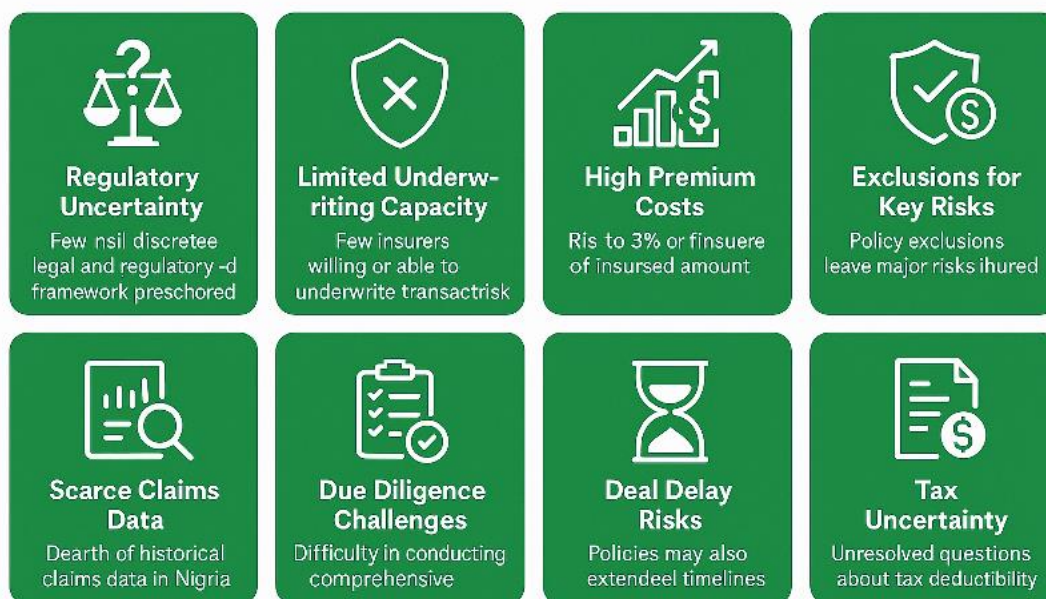 Regulatory
Uncertainty
Few nsil discretee
legal and regulatory -d
framework preschored
Limited Underw-
riting Capacity
Few insurers
willing or able to
underwrite transactrisk
High Premium
Costs
Ris to 3% or finsuere
of insursed amount
Exclusions for
Key Risks
Policy exclusions
leave major risks ihured
Scarce Claims
Data
Dearth of historical
claims data in Nigria
Due Diligence
Challenges
Difficulty in conducting
comprehensive
Deal Delay
Risks
Policies may also
extendeel timelines
Tax
Uncertainty
Unresolved questions
about tax deductibility